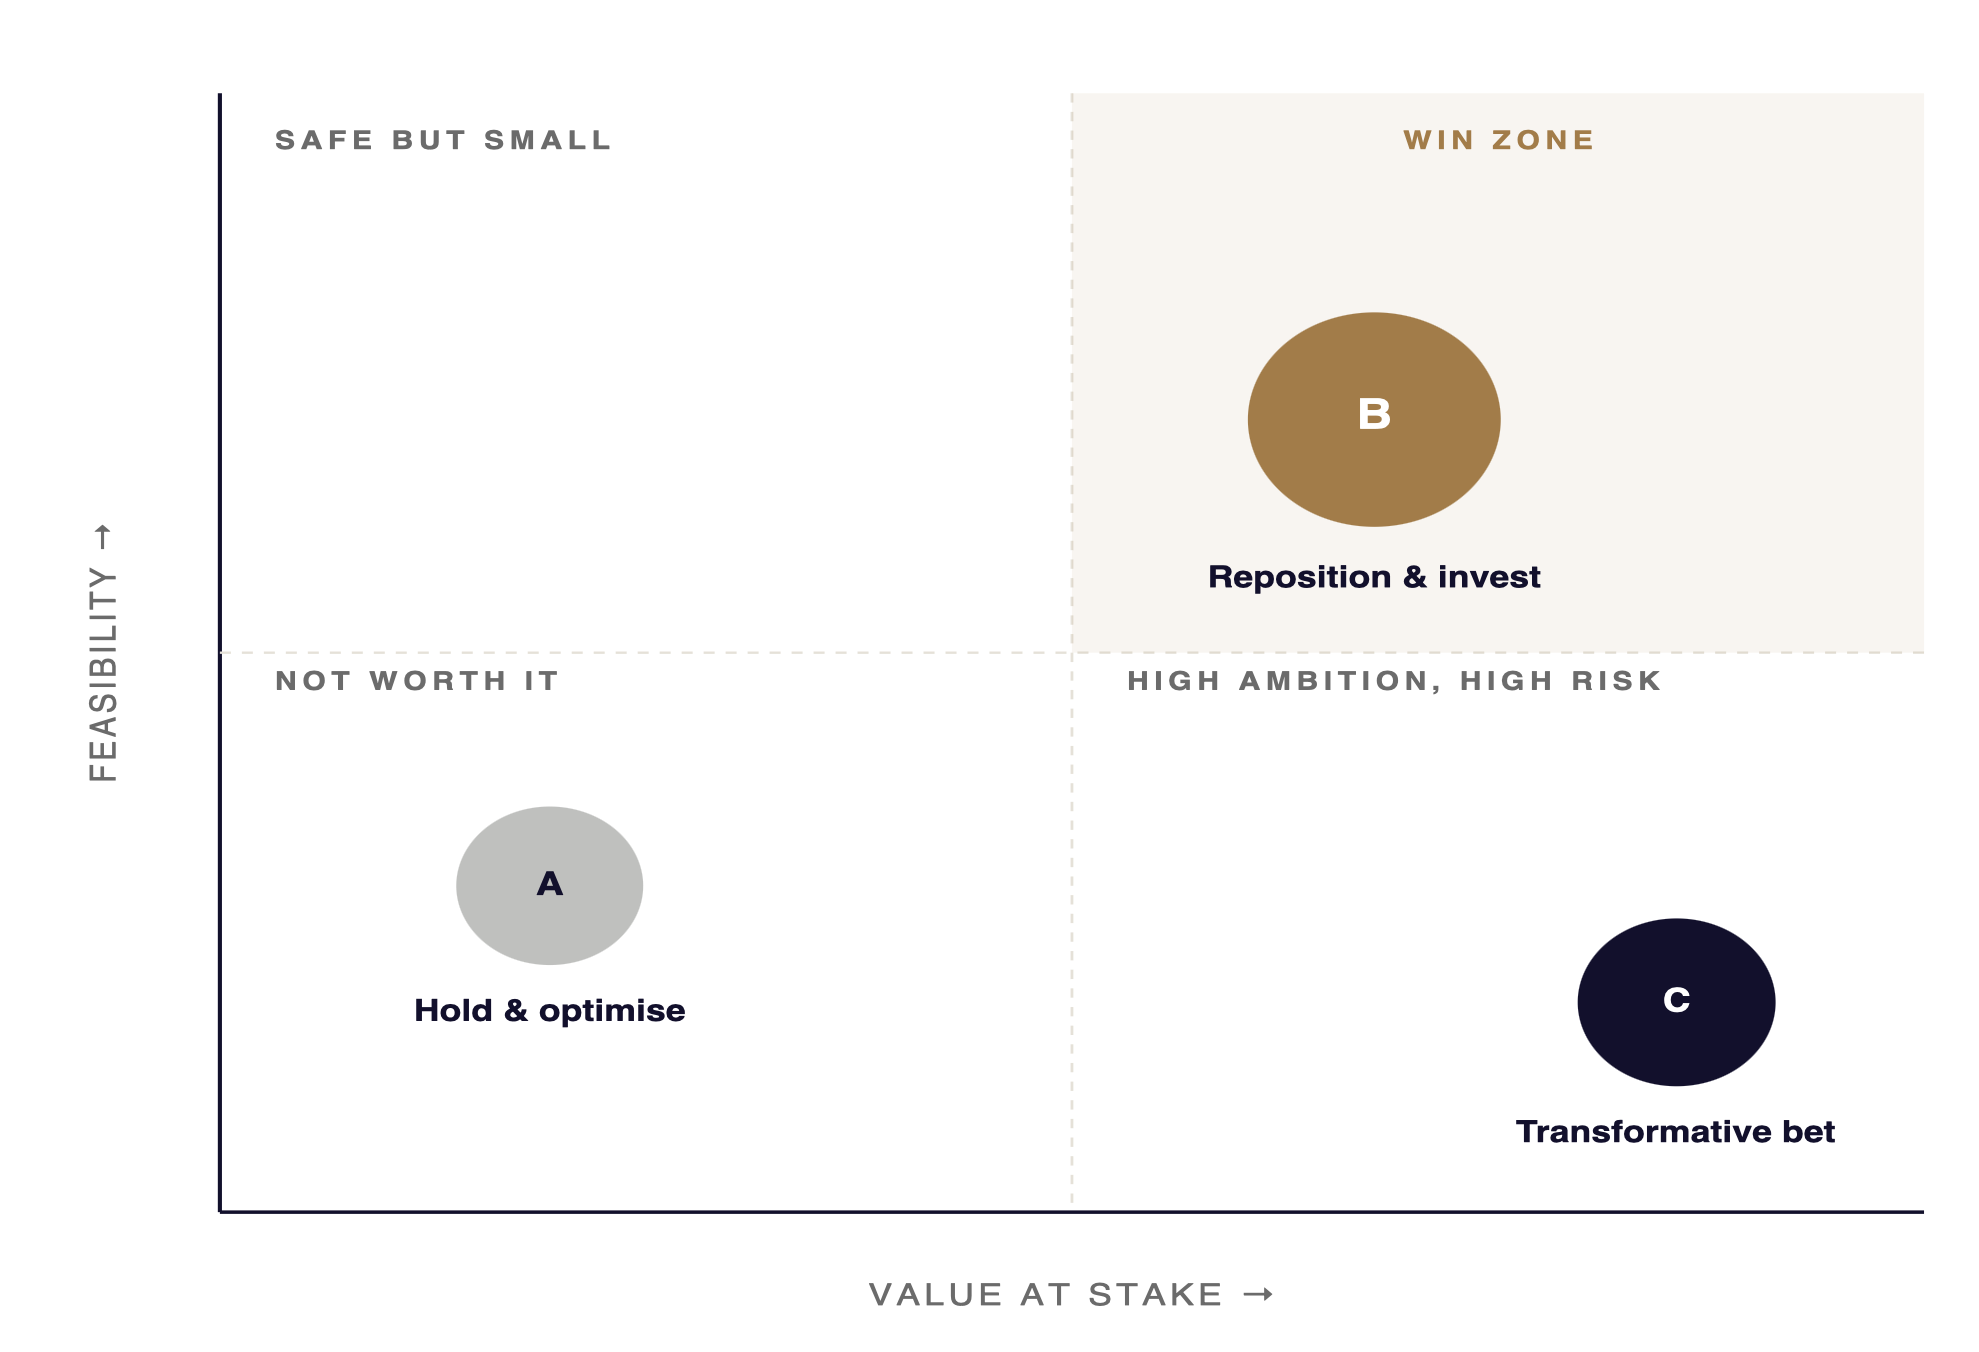 SAFE BUT SMALL
WIN ZONE
B
Reposition & invest
FEASIBILITY →
NOT WORTH IT
HIGH AMBITION, HIGH RISK
A
Hold & optimise
C
Transformative bet
VALUE AT STAKE →